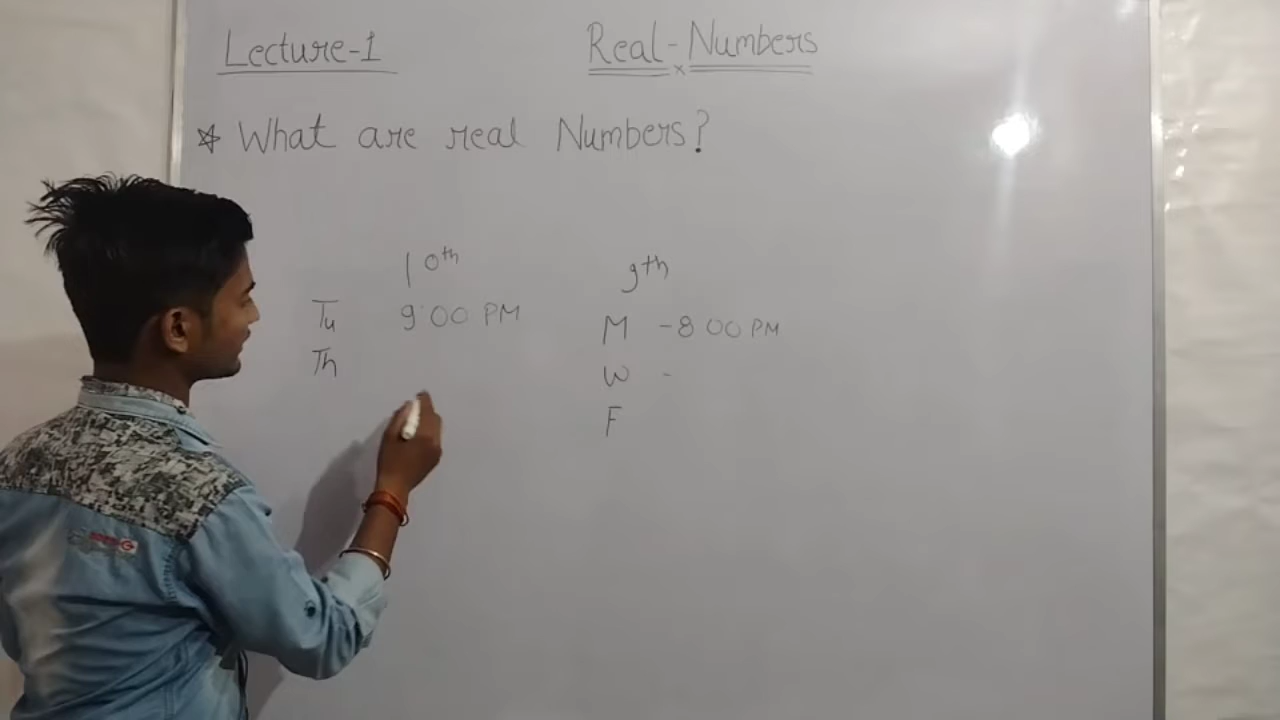 Lecture-1 Real-Numbers
☆ What are real Numbers?
10th 9th
Tu 9:00 PM M -8 00 PM
Th W -
F